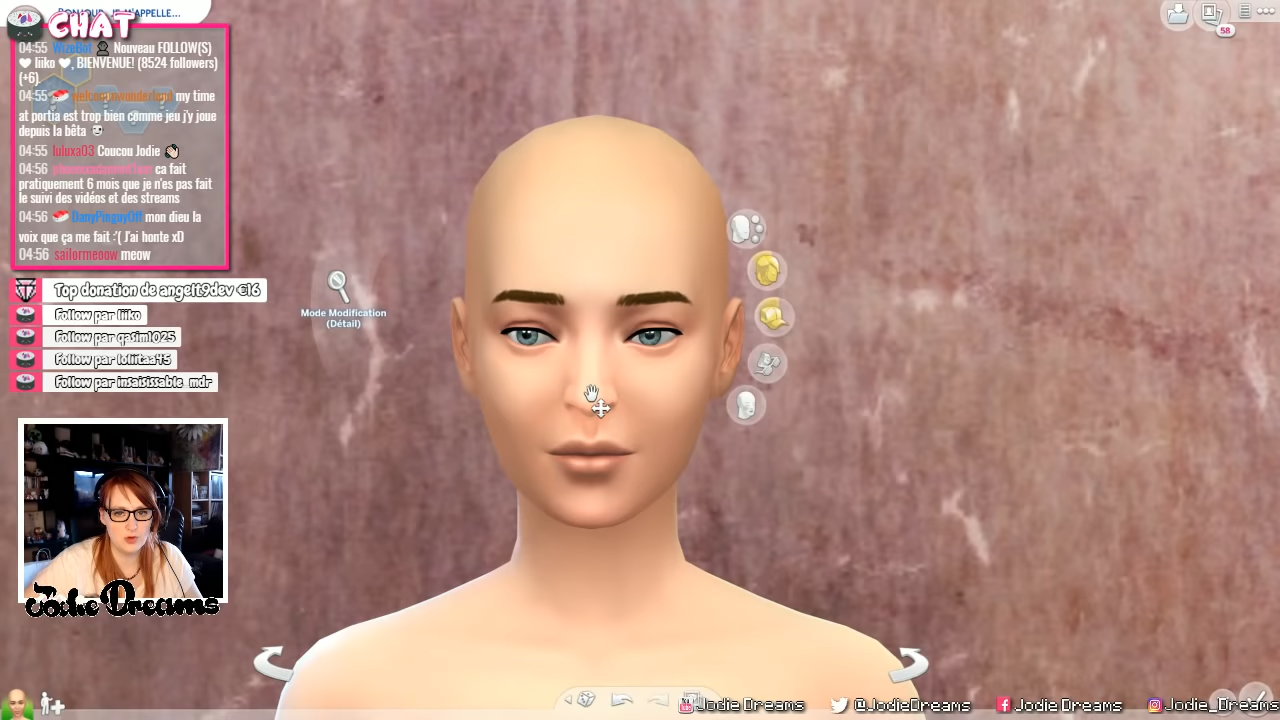 CHAT
04:55 WizeBot Nouveau FOLLOW(S)
liiko, BIENVENUE! (8524 followers)
(+6)
04:55 my time
at portia est trop bien comme jeu j'y joue
depuis la bêta
04:55 luluxa03 Coucou Jodie
04:56 ca fait
pratiquement 6 mois que je n'es pas fait
le suivi des vidéos et des streams
04:56 DanyPinguyOff mon dieu la
voix que ça me fait :'( J'ai honte xD
04:56 sailormeoow meow
58
Top donation de angelt9dev €16
Follow par liiko
Follow par qasim1025
Follow par loliitaa45
Follow par insaisissable_mdr
Mode Modification
(Détail)
Jodie Dreams
Jodie Dreams
@JodieDreams
Jodie Dreams
Jodie_Dreams